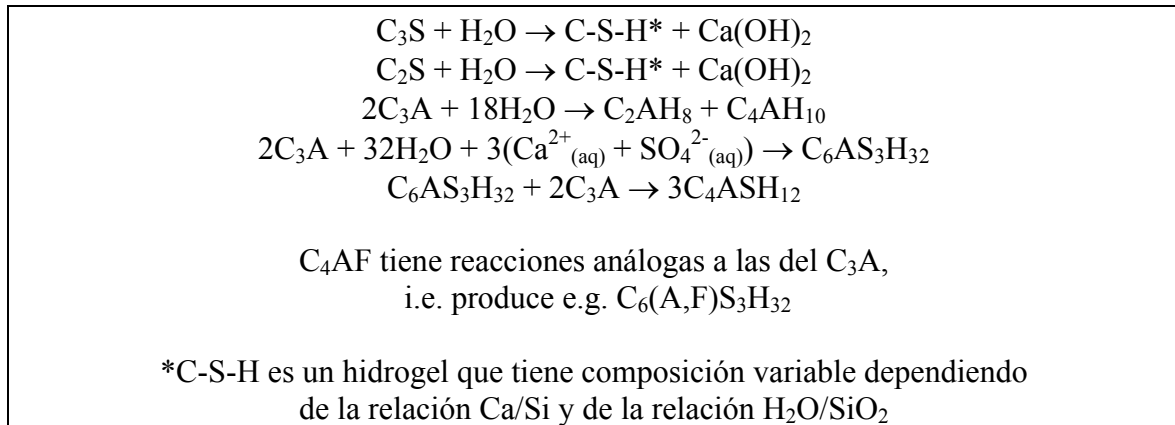 C₃S + H₂O → C-S-H* + Ca(OH)₂
C₂S + H₂O → C-S-H* + Ca(OH)₂
2C₃A + 18H₂O → C₂AH₈ + C₄AH₁₀
2C₃A + 32H₂O + 3(Ca²⁺₍aq₎ + SO₄²⁻₍aq₎) → C₆AS₃H₃₂
C₆AS₃H₃₂ + 2C₃A → 3C₄ASH₁₂
C₄AF tiene reacciones análogas a las del C₃A,
i.e. produce e.g. C₆(A,F)S₃H₃₂
*C-S-H es un hidrogel que tiene composición variable dependiendo
de la relación Ca/Si y de la relación H₂O/SiO₂